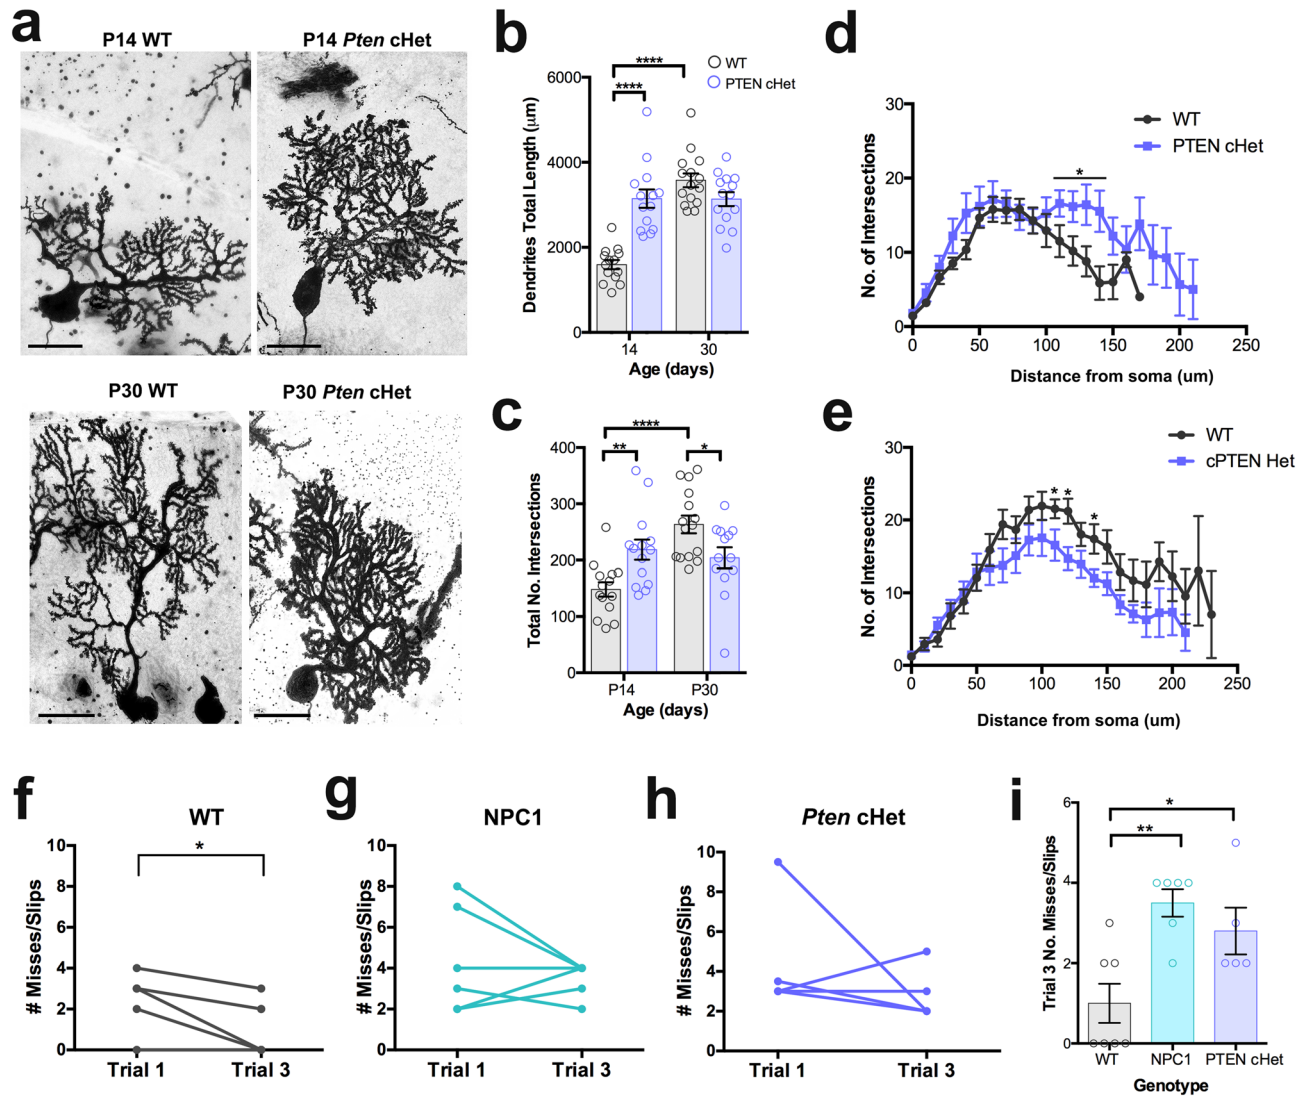 a
P14 WT
P14 Pten cHet
P30 WT
P30 Pten cHet
b
WT
PTEN cHet
****
****
6000
4000
2000
0
Dendrites Total Length (μm)
14
30
Age (days)
c
****
**
*
400
300
200
100
0
Total No. Intersections
P14
P30
Age (days)
d
WT
PTEN cHet
*
30
20
10
0
No. of Intersections
0
50
100
150
200
250
Distance from soma (um)
e
WT
cPTEN Het
*
*
*
30
20
10
0
No. of Intersections
0
50
100
150
200
250
Distance from soma (um)
f
WT
*
10
8
6
4
2
0
# Misses/Slips
Trial 1
Trial 3
g
NPC1
10
8
6
4
2
0
# Misses/Slips
Trial 1
Trial 3
h
Pten cHet
10
8
6
4
2
0
# Misses/Slips
Trial 1
Trial 3
i
*
**
6
4
2
0
Trial 3 No. Misses/Slips
WT
NPC1
PTEN cHet
Genotype